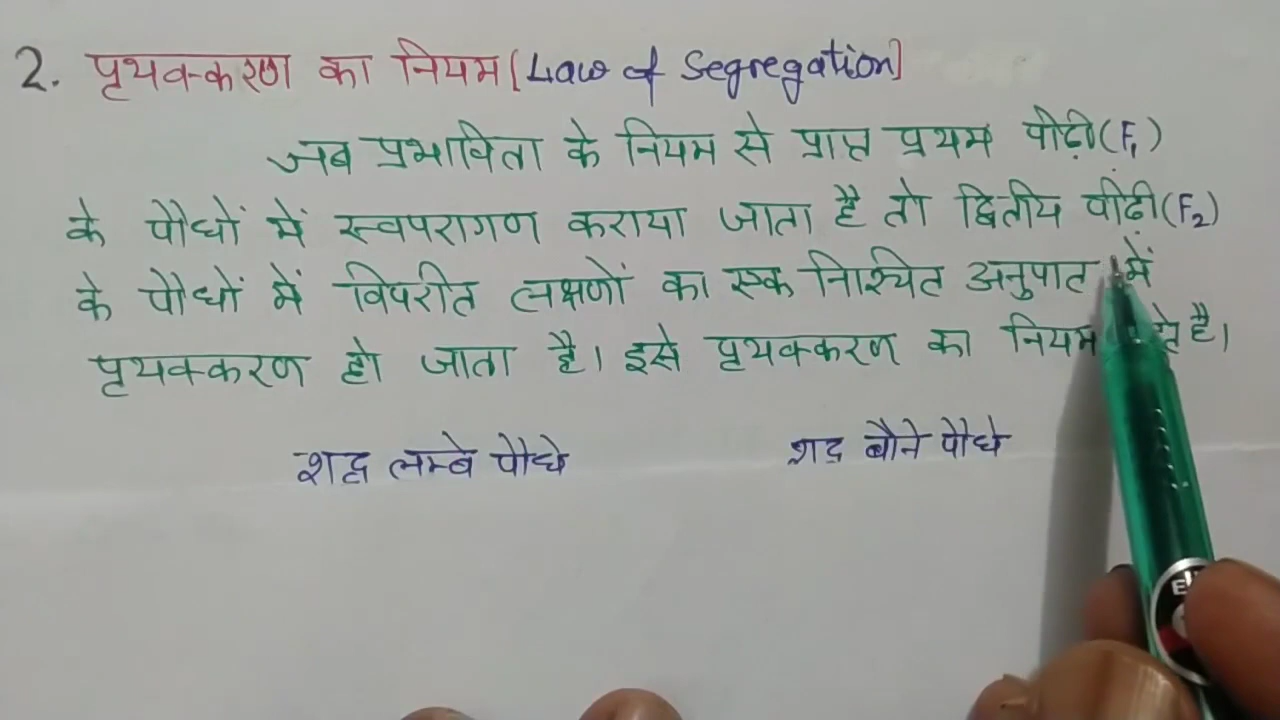 2. पृथक्करण का नियम [Law of Segregation]
जब प्रभाविता के नियम से प्राप्त प्रथम पीढ़ी (F₁)
के पौधों में स्वपरागण कराया जाता है तो द्वितीय पीढ़ी (F₂)
के पौधों में विपरीत लक्षणों का एक निश्चित अनुपात में
पृथक्करण हो जाता है। इसे पृथक्करण का नियम है।
शुद्ध लम्बे पौधे शुद्ध बौने पौधे